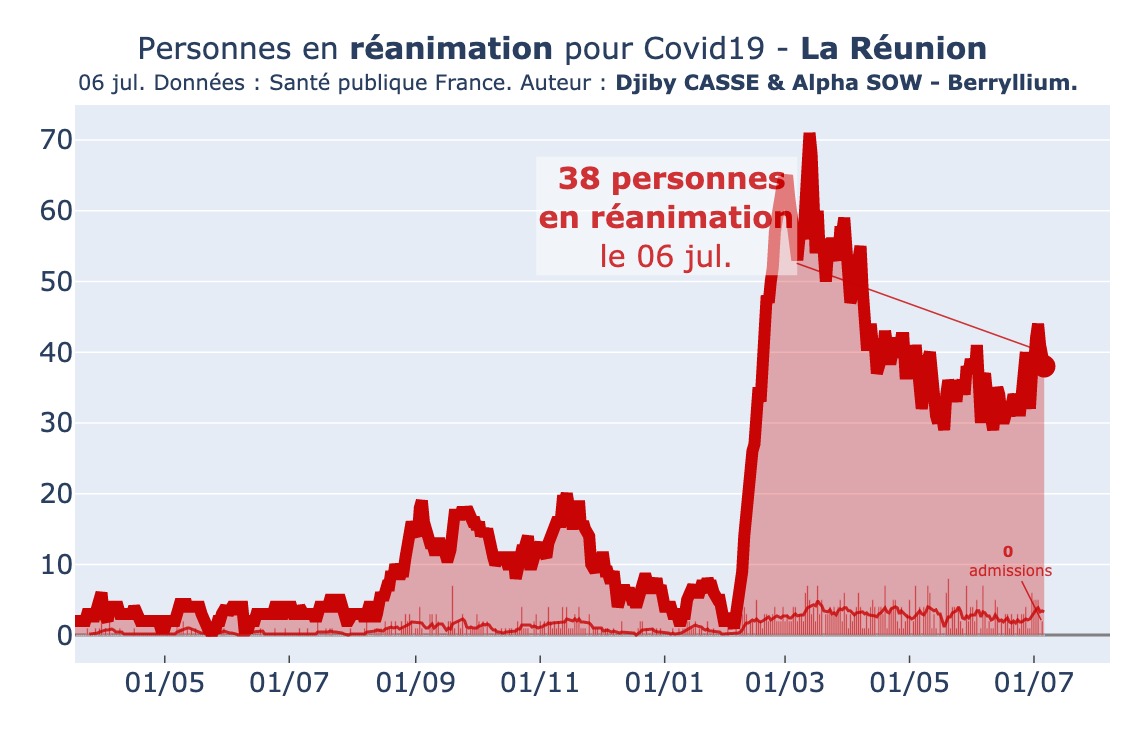 Personnes en réanimation pour Covid19 - La Réunion
06 jul. Données : Santé publique France. Auteur : Djiby CASSE & Alpha SOW - Berryllium.
70
60
50
40
30
20
10
0
38 personnes
en réanimation
le 06 jul.
0
admissions
01/05 01/07 01/09 01/11 01/01 01/03 01/05 01/07